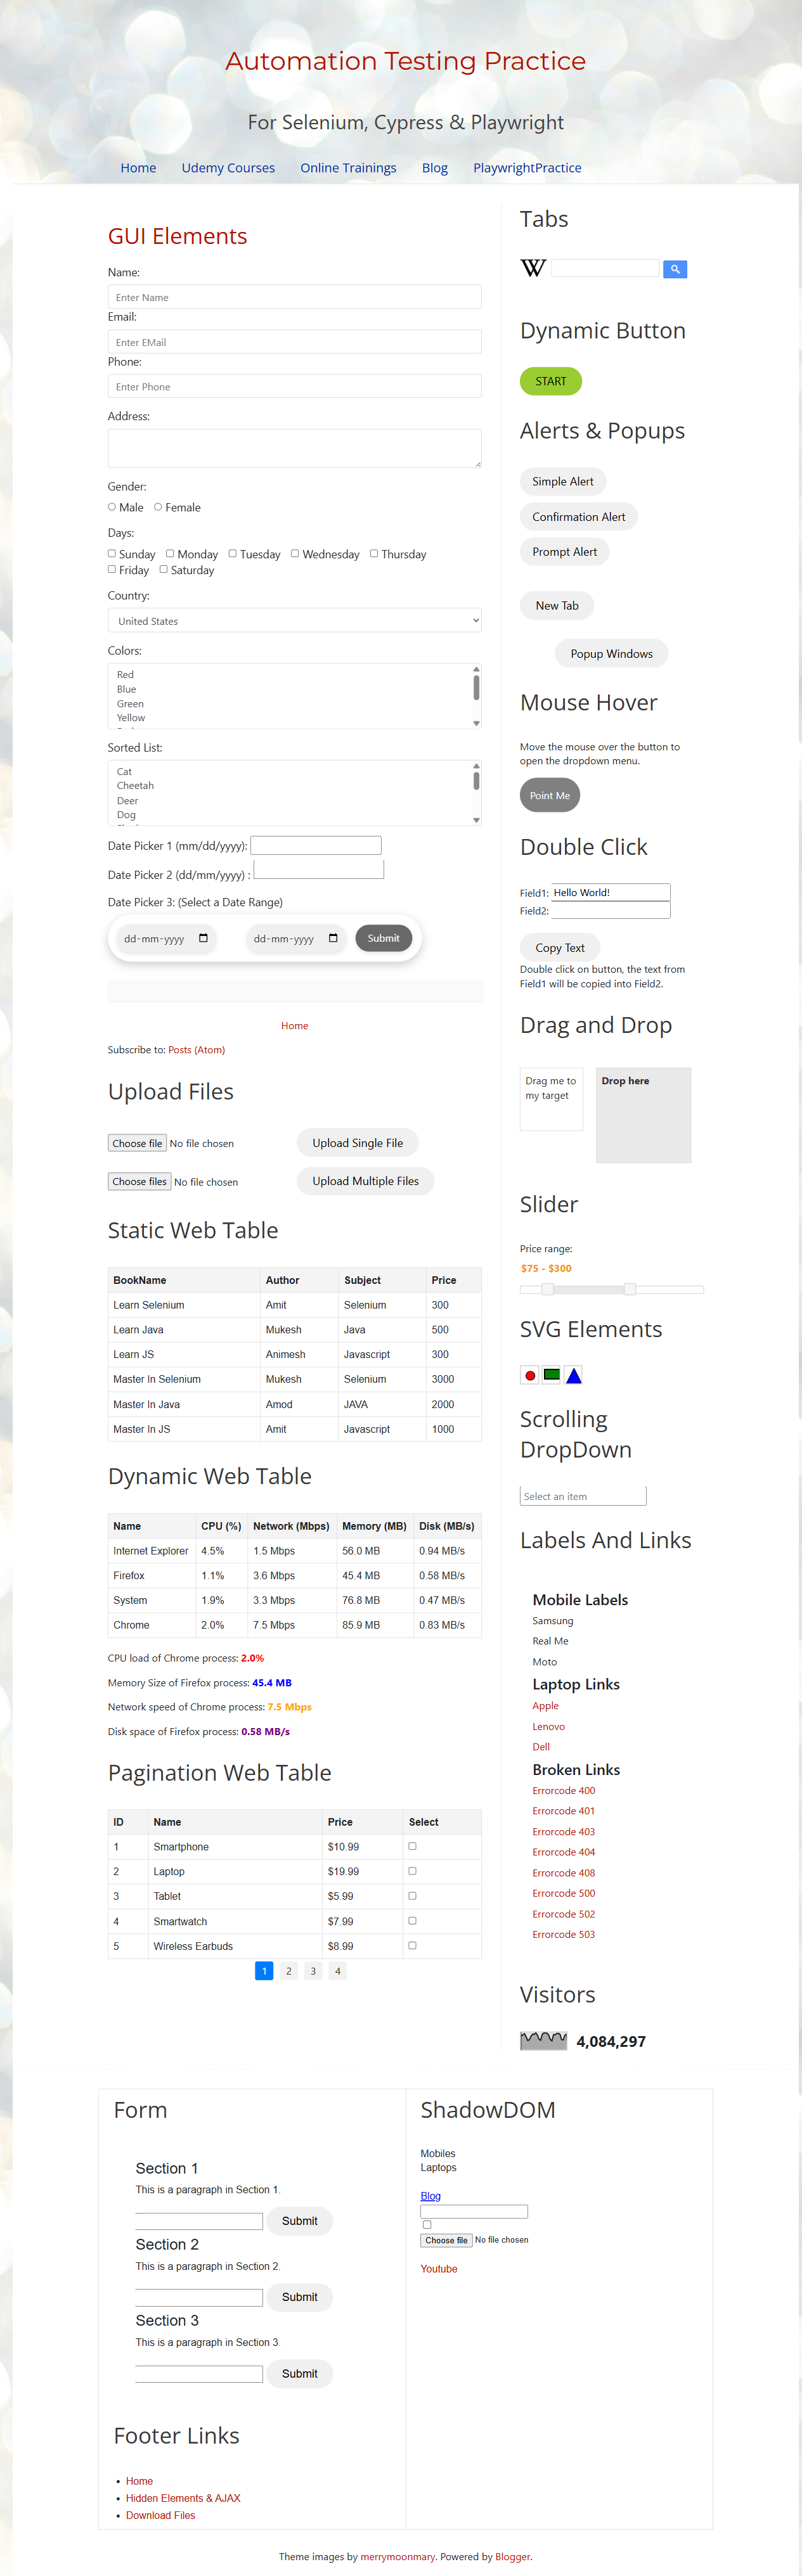 Automation Testing Practice
For Selenium, Cypress & Playwright
Home Udemy Courses Online Trainings Blog PlaywrightPractice
GUI Elements
Name:
Enter Name
Email:
Enter EMail
Phone:
Enter Phone
Address:
Gender:
Male Female
Days:
Sunday Monday Tuesday Wednesday Thursday
Friday Saturday
Country:
United States
Colors:
Red
Blue
Green
Yellow
Sorted List:
Cat
Cheetah
Deer
Dog
Date Picker 1 (mm/dd/yyyy):
Date Picker 2 (dd/mm/yyyy) :
Date Picker 3: (Select a Date Range)
dd-mm-yyyy dd-mm-yyyy Submit
Home
Subscribe to: Posts (Atom)
Upload Files
Choose file No file chosen Upload Single File
Choose files No file chosen Upload Multiple Files
Static Web Table
BookName Author Subject Price
Learn Selenium Amit Selenium 300
Learn Java Mukesh Java 500
Learn JS Animesh Javascript 300
Master In Selenium Mukesh Selenium 3000
Master In Java Amod JAVA 2000
Master In JS Amit Javascript 1000
Dynamic Web Table
Name CPU (%) Network (Mbps) Memory (MB) Disk (MB/s)
Internet Explorer 4.5% 1.5 Mbps 56.0 MB 0.94 MB/s
Firefox 1.1% 3.6 Mbps 45.4 MB 0.58 MB/s
System 1.9% 3.3 Mbps 76.8 MB 0.47 MB/s
Chrome 2.0% 7.5 Mbps 85.9 MB 0.83 MB/s
CPU load of Chrome process: 2.0%
Memory Size of Firefox process: 45.4 MB
Network speed of Chrome process: 7.5 Mbps
Disk space of Firefox process: 0.58 MB/s
Pagination Web Table
ID Name Price Select
1 Smartphone $10.99
2 Laptop $19.99
3 Tablet $5.99
4 Smartwatch $7.99
5 Wireless Earbuds $8.99
1 2 3 4
Tabs
W
Dynamic Button
START
Alerts & Popups
Simple Alert
Confirmation Alert
Prompt Alert
New Tab
Popup Windows
Mouse Hover
Move the mouse over the button to
open the dropdown menu.
Point Me
Double Click
Field1: Hello World!
Field2:
Copy Text
Double click on button, the text from
Field1 will be copied into Field2.
Drag and Drop
Drag me to
my target
Drop here
Slider
Price range:
$75 - $300
SVG Elements
Scrolling
DropDown
Select an item
Labels And Links
Mobile Labels
Samsung
Real Me
Moto
Laptop Links
Apple
Lenovo
Dell
Broken Links
Errorcode 400
Errorcode 401
Errorcode 403
Errorcode 404
Errorcode 408
Errorcode 500
Errorcode 502
Errorcode 503
Visitors
4,084,297
Form
Section 1
This is a paragraph in Section 1.
Submit
Section 2
This is a paragraph in Section 2.
Submit
Section 3
This is a paragraph in Section 3.
Submit
Footer Links
Home
Hidden Elements & AJAX
Download Files
ShadowDOM
Mobiles
Laptops
Blog
Choose file No file chosen
Youtube
Theme images by merrymoonmary. Powered by Blogger.